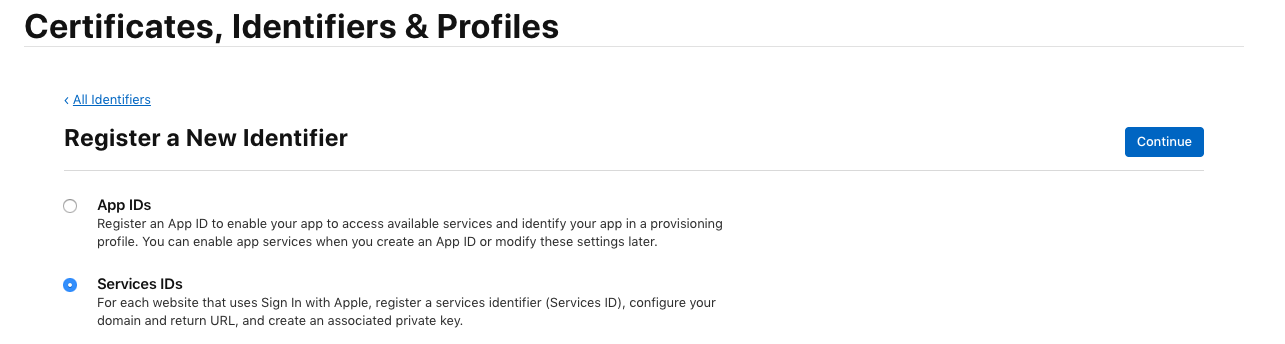 Certificates, Identifiers & Profiles
‹ All Identifiers
Register a New Identifier
Continue
App IDs
Register an App ID to enable your app to access available services and identify your app in a provisioning
profile. You can enable app services when you create an App ID or modify these settings later.
Services IDs
For each website that uses Sign In with Apple, register a services identifier (Services ID), configure your
domain and return URL, and create an associated private key.